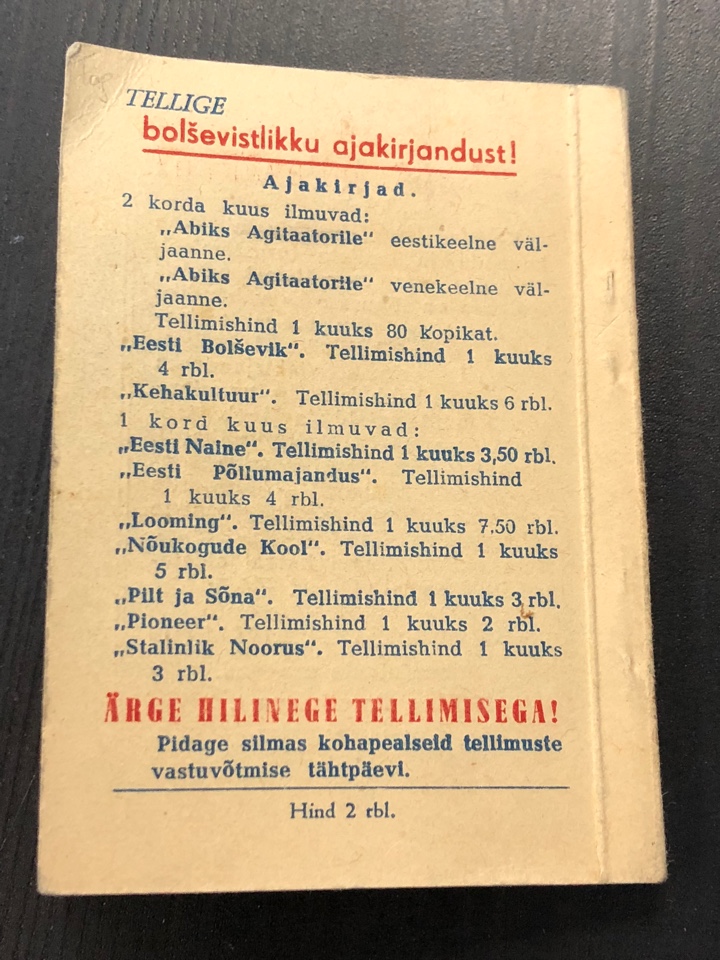 TELLIGE
bolševistlikku ajakirjandust!
Ajakirjad.
2 korda kuus ilmuvad:
„Abiks Agitaatorile“ eestikeelne väl-
jaanne.
„Abiks Agitaatorile“ venekeelne väl-
jaanne.
Tellimishind 1 kuuks 80 Kopikat.
„Eesti Bolševik“. Tellimishind 1 kuuks
4 rbl.
„Kehakultuur“. Tellimishind 1 kuuks 6 rbl.
1 kord kuus ilmuvad:
„Eesti Naine“. Tellimishind 1 kuuks 3,50 rbl.
„Eesti Põllumajandus“. Tellimishind
1 kuuks 4 rbl.
„Looming“. Tellimishind 1 kuuks 7.50 rbl.
„Nõukogude Kool“. Tellimishind 1 kuuks
5 rbl.
„Pilt ja Sõna“. Tellimishind 1 kuuks 3 rbl.
„Pioneer“. Tellimishind 1 kuuks 2 rbl.
„Stalinlik Noorus“. Tellimishind 1 kuuks
3 rbl.
ÄRGE HILINEGE TELLIMISEGA!
Pidage silmas kohapealseid tellimuste
vastuvõtmise tähtpäevi.
Hind 2 rbl.